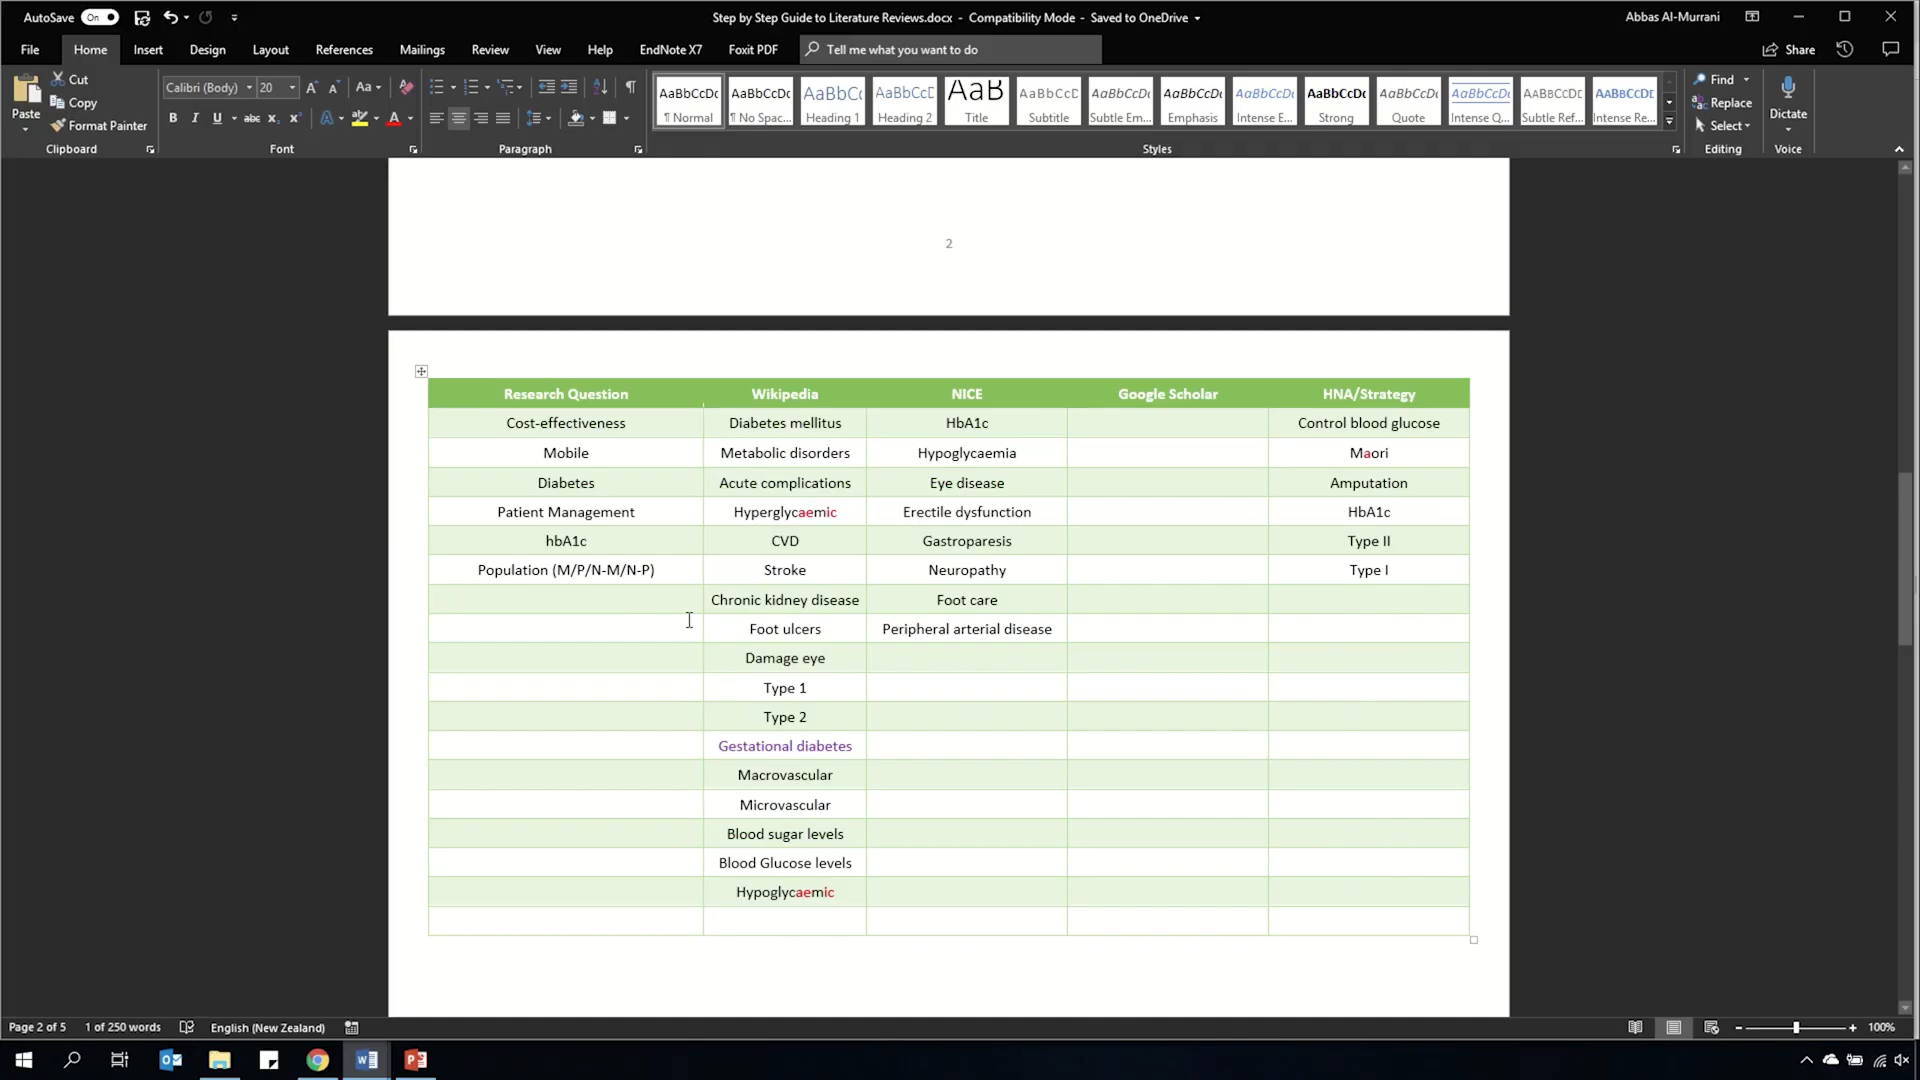 AutoSave On Step by Step Guide to Literature Reviews.docx - Compatibility Mode - Saved to OneDrive Abbas Al-Murrani
File Home Insert Design Layout References Mailings Review View Help EndNote X7 Foxit PDF Tell me what you want to do Share
Paste Cut Copy Format Painter
Calibri (Body) 20
AaBbCcDc AaBbCcDc AaBbCc AaBbCcD AaB AaBbCcD AaBbCcDc AaBbCcDc AaBbCcDc AaBbCcDc AaBbCcDc AaBbCcDc AABBCCDE AABBCCDE
¶ Normal ¶ No Spac... Heading 1 Heading 2 Title Subtitle Subtle Em... Emphasis Intense E... Strong Quote Intense Q... Subtle Ref... Intense Re...
Find Replace Select
Dictate
Clipboard Font Paragraph Styles Editing Voice
2
Research Question Wikipedia NICE Google Scholar HNA/Strategy
Cost-effectiveness Diabetes mellitus HbA1c Control blood glucose
Mobile Metabolic disorders Hypoglycaemia Maori
Diabetes Acute complications Eye disease Amputation
Patient Management Hyperglycaemic Erectile dysfunction HbA1c
hbA1c CVD Gastroparesis Type II
Population (M/P/N-M/N-P) Stroke Neuropathy Type I
Chronic kidney disease Foot care
Foot ulcers Peripheral arterial disease
Damage eye
Type 1
Type 2
Gestational diabetes
Macrovascular
Microvascular
Blood sugar levels
Blood Glucose levels
Hypoglycaemic
Page 2 of 5 1 of 250 words English (New Zealand) 100%